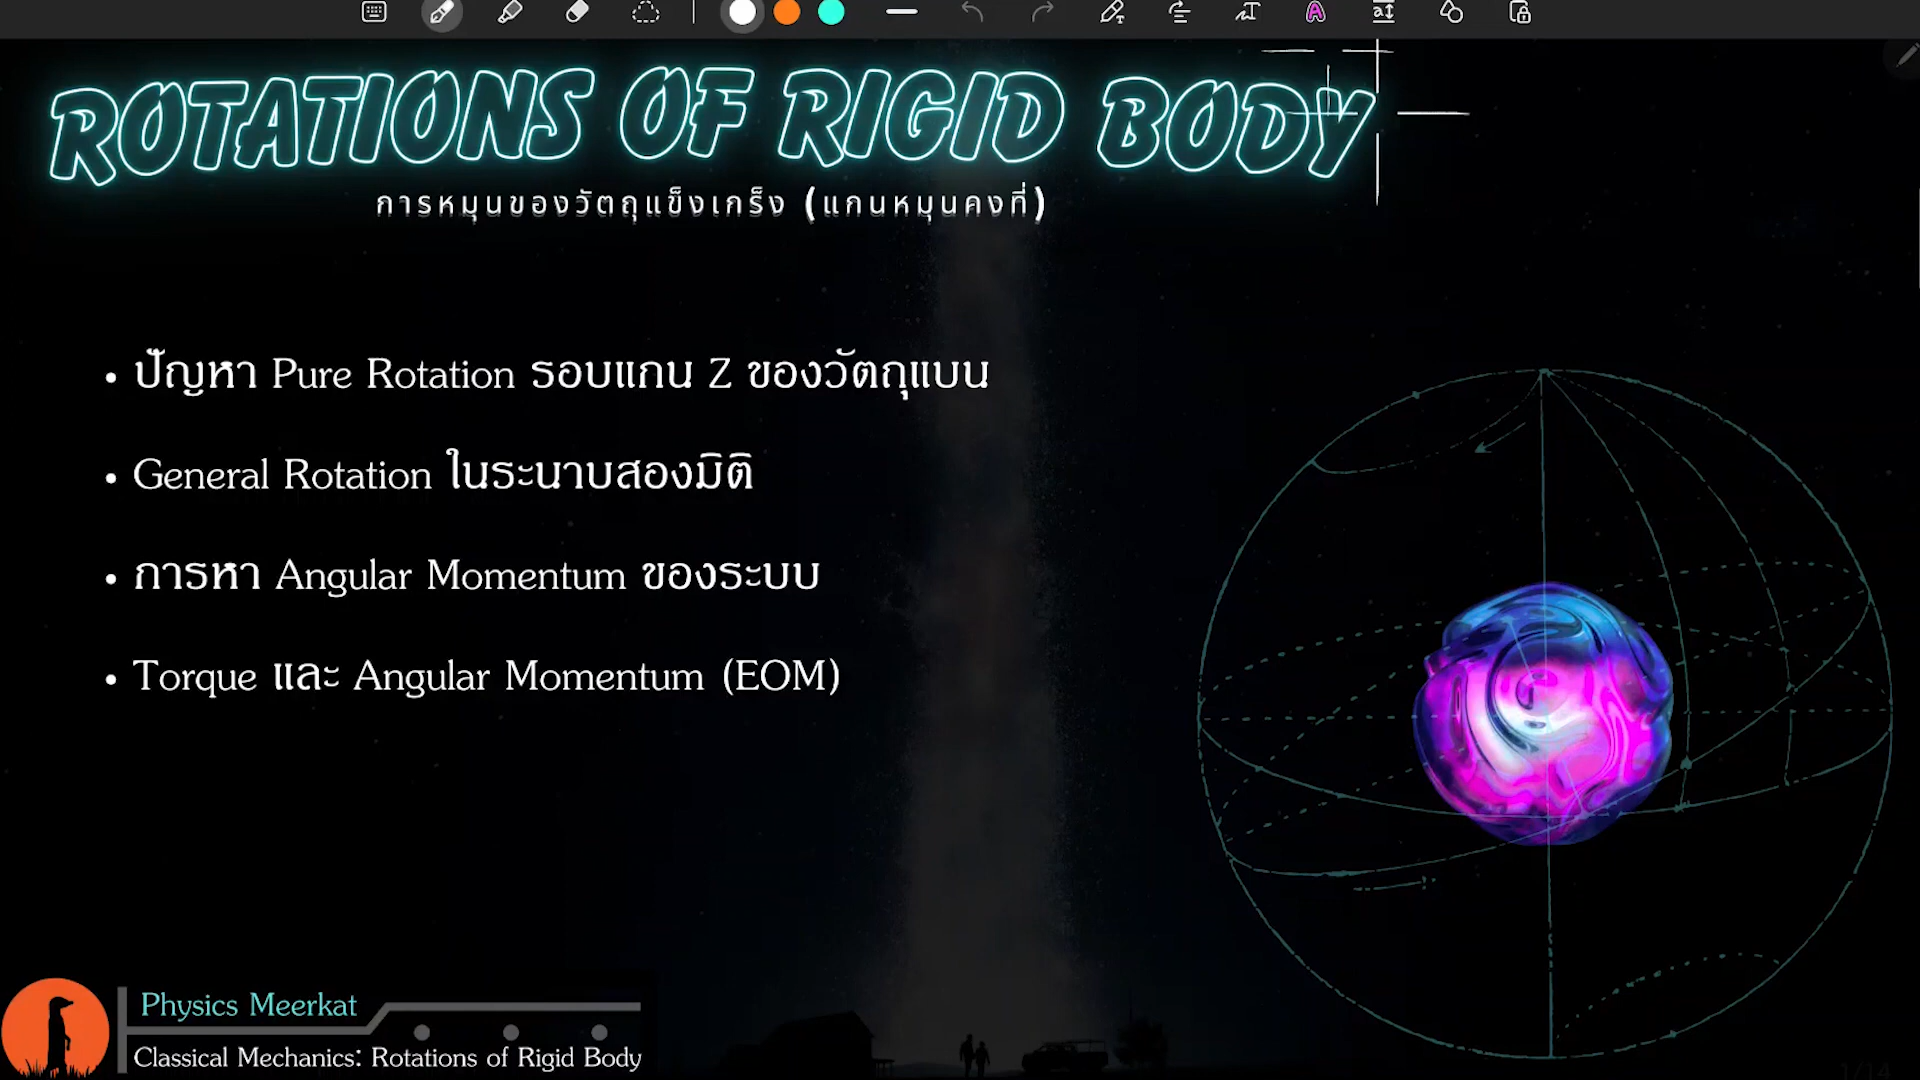 ROTATIONS OF RIGID BODY
การหมุนของวัตถุแข็งเกร็ง (แกนหมุนคงที่)
• ปัญหา Pure Rotation รอบแกน Z ของวัตถุแบน
• General Rotation ในระนาบสองมิติ
• การหา Angular Momentum ของระบบ
• Torque และ Angular Momentum (EOM)
Physics Meerkat
Classical Mechanics: Rotations of Rigid Body
1/14